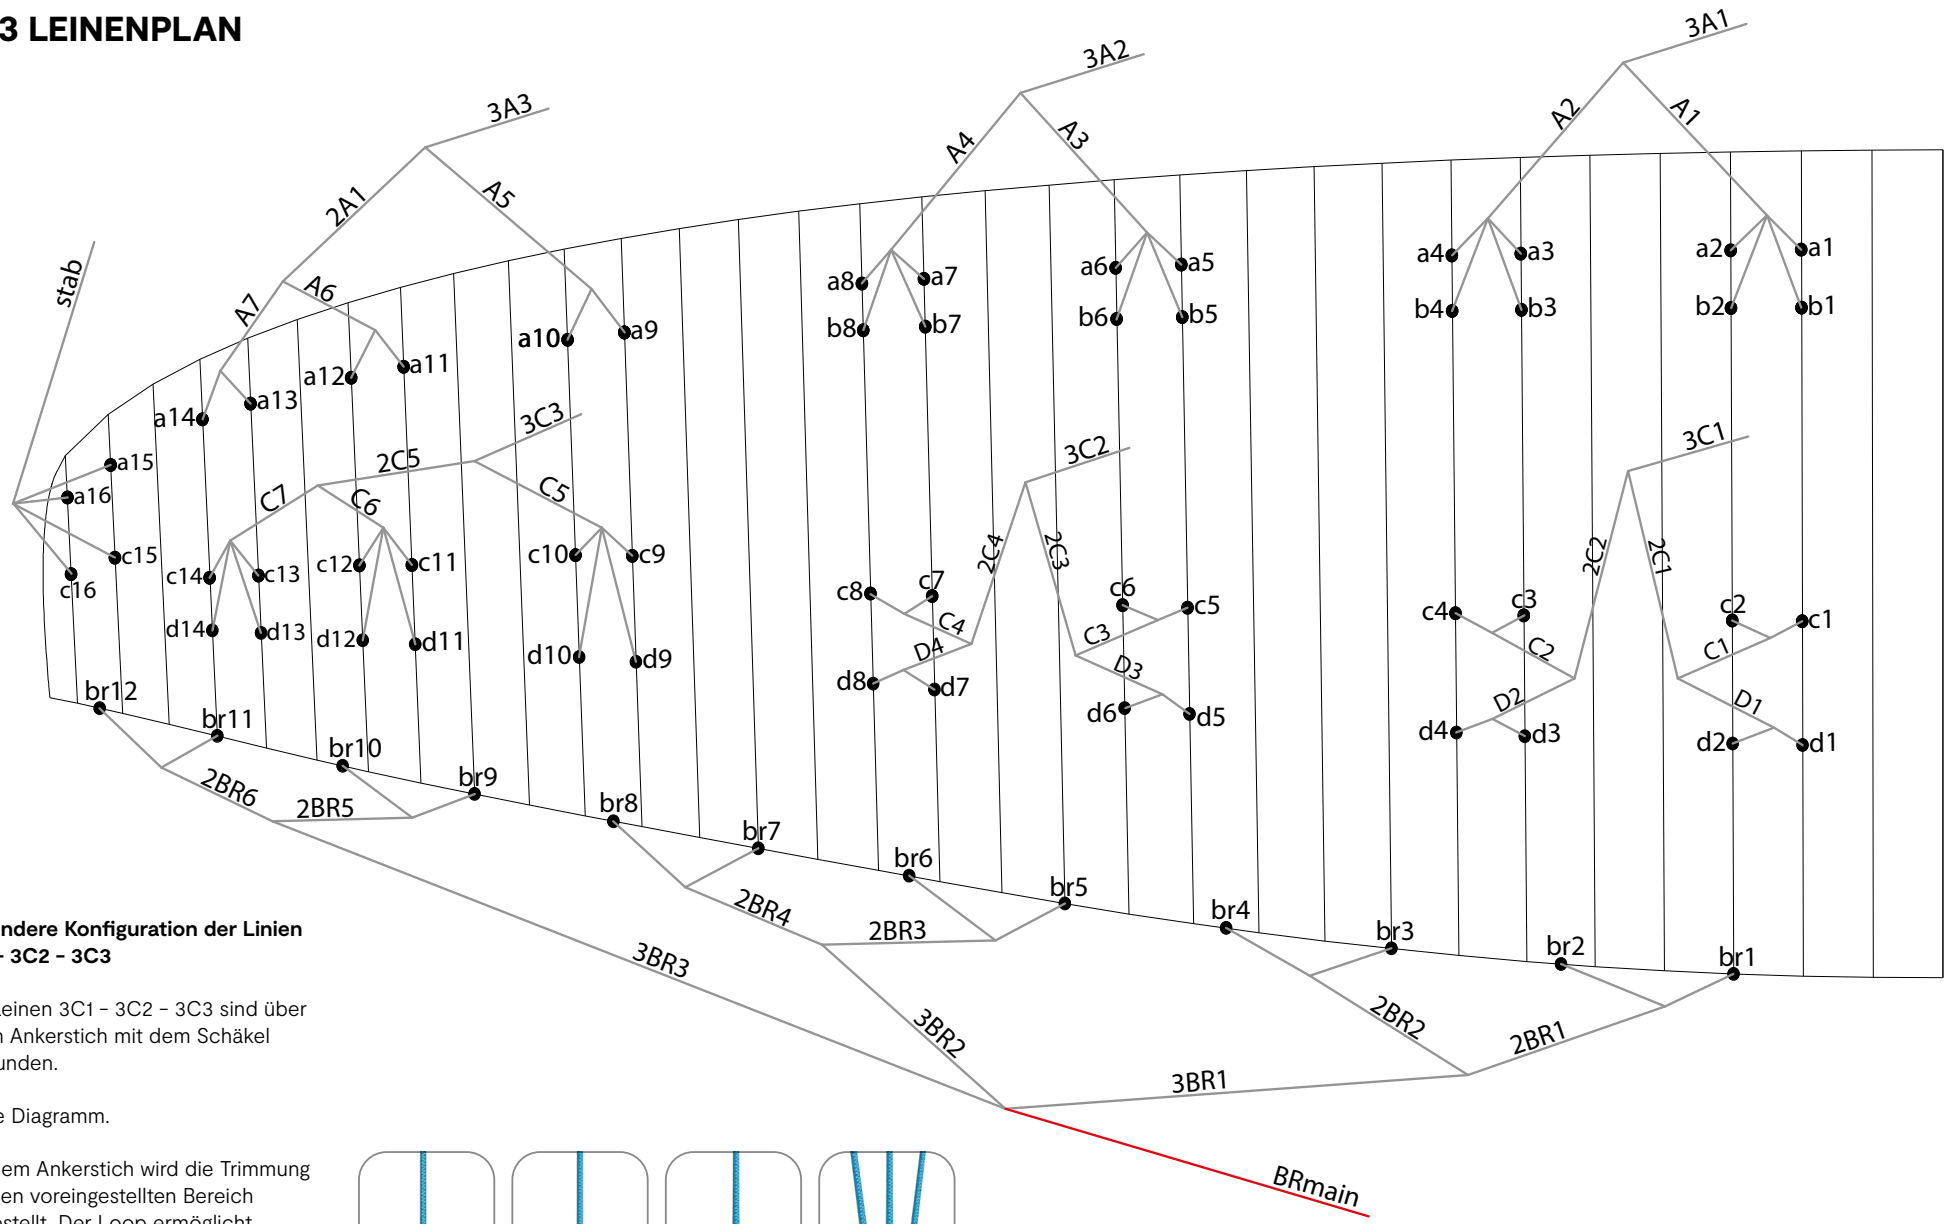 3 LEINENPLAN
3A1
3A2
3A3
A2
A1
A4
A3
2A1
A5
stab
A7
A6
a8
a7
a6
a5
a4
a3
a2
a1
b8
b7
b6
b5
b4
b3
b2
b1
a10
a9
a12
a11
a14
a13
a15
a16
3C3
3C2
3C1
2C5
C7
C6
C5
2C4
2C3
2C2
2C1
c16
c15
c14
c13
c12
c11
c10
c9
c8
c7
c6
c5
c4
c3
c2
c1
C4
C3
C2
C1
D4
D3
D2
D1
d14
d13
d12
d11
d10
d9
d8
d7
d6
d5
d4
d3
d2
d1
br12
br11
br10
br9
br8
br7
br6
br5
br4
br3
br2
br1
2BR6
2BR5
2BR4
2BR3
2BR2
2BR1
3BR3
3BR2
3BR1
BRmain
ndere Konfiguration der Linien
– 3C2 – 3C3
einen 3C1 – 3C2 – 3C3 sind über
n Ankerstich mit dem Schäkel
unden.
e Diagramm.
em Ankerstich wird die Trimmung
en voreingestellten Bereich
estellt. Der Loop ermöglicht